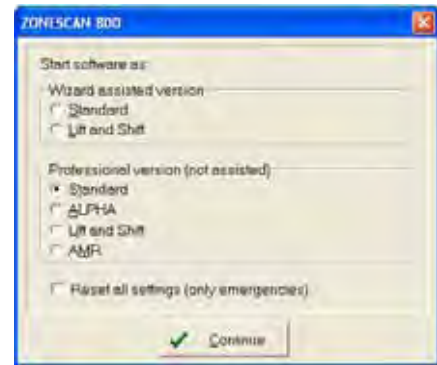 ZONESCAN 800
Start software as:
Wizard assisted version
Standard
Lift and Shift
Professional version (not assisted)
Standard
ALPHA
Lift and Shift
AMR
Reset all settings (only emergencies)
Continue